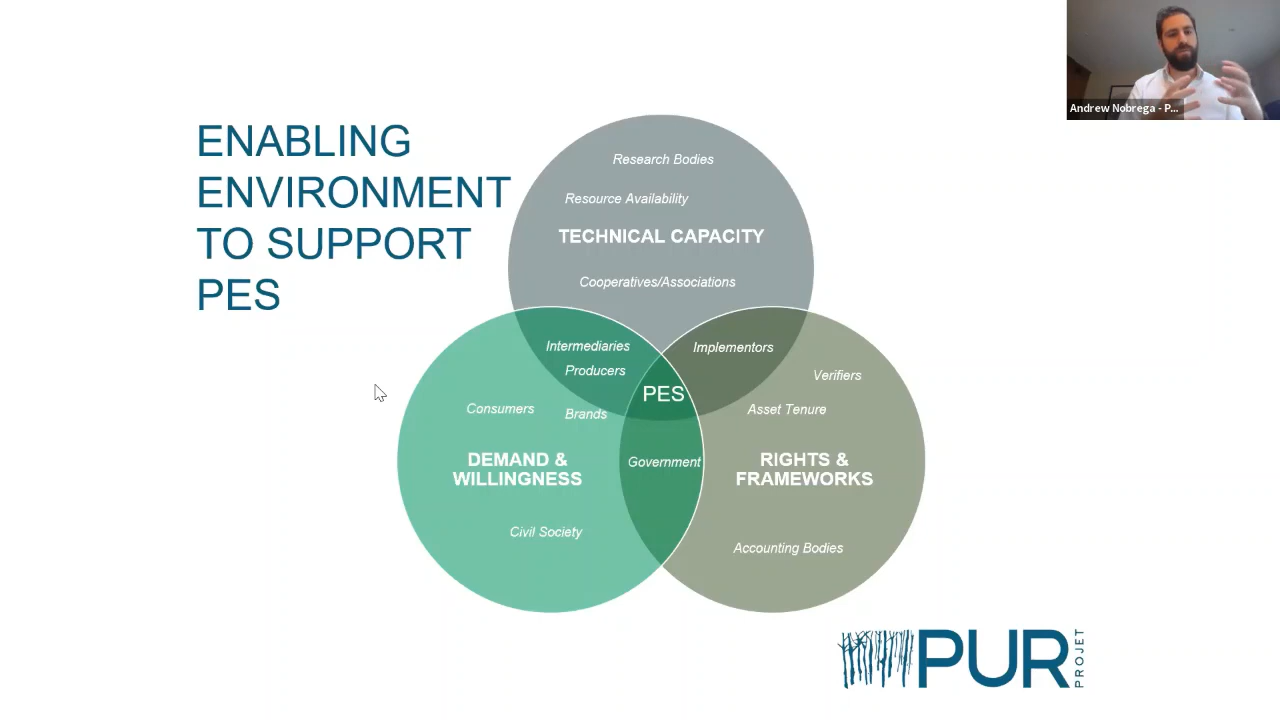 Andrew Nobrega - P...
ENABLING
ENVIRONMENT
TO SUPPORT
PES
Research Bodies
Resource Availability
TECHNICAL CAPACITY
Cooperatives/Associations
Intermediaries
Producers
Implementors
PES
Consumers
Brands
DEMAND &
WILLINGNESS
Government
Civil Society
Verifiers
Asset Tenure
RIGHTS &
FRAMEWORKS
Accounting Bodies
PUR
PROJET